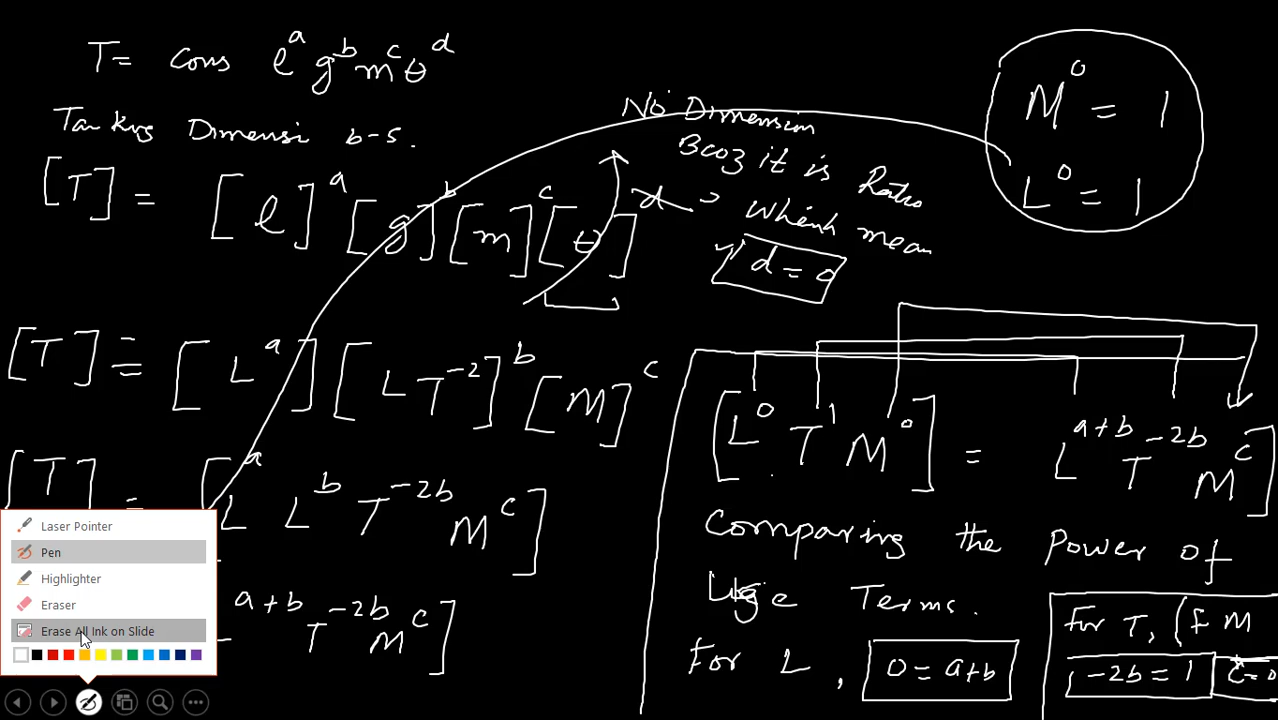 T = Cons l^a g^b m^c θ^d
Dimensi b-s.
[T] = [l]^a [g]^b [m]^c [θ]^d
No Dimension
Bcoz it is Ratio
which mean
d = 0
M^0 = 1
L^0 = 1
[T] = [L^a] [LT^-2]^b [M]^c
[T] = [L^a L^b T^-2b M^c]
a+b T^-2b M^c]
[L^0 T^1 M^0] = L^a+b T^-2b M^c]
Comparing the Power of
Terms.
For L, 0 = a+b
For T, (f M
-2b = 1
c=0
Laser Pointer
Pen
Highlighter
Eraser
Erase All Ink on Slide